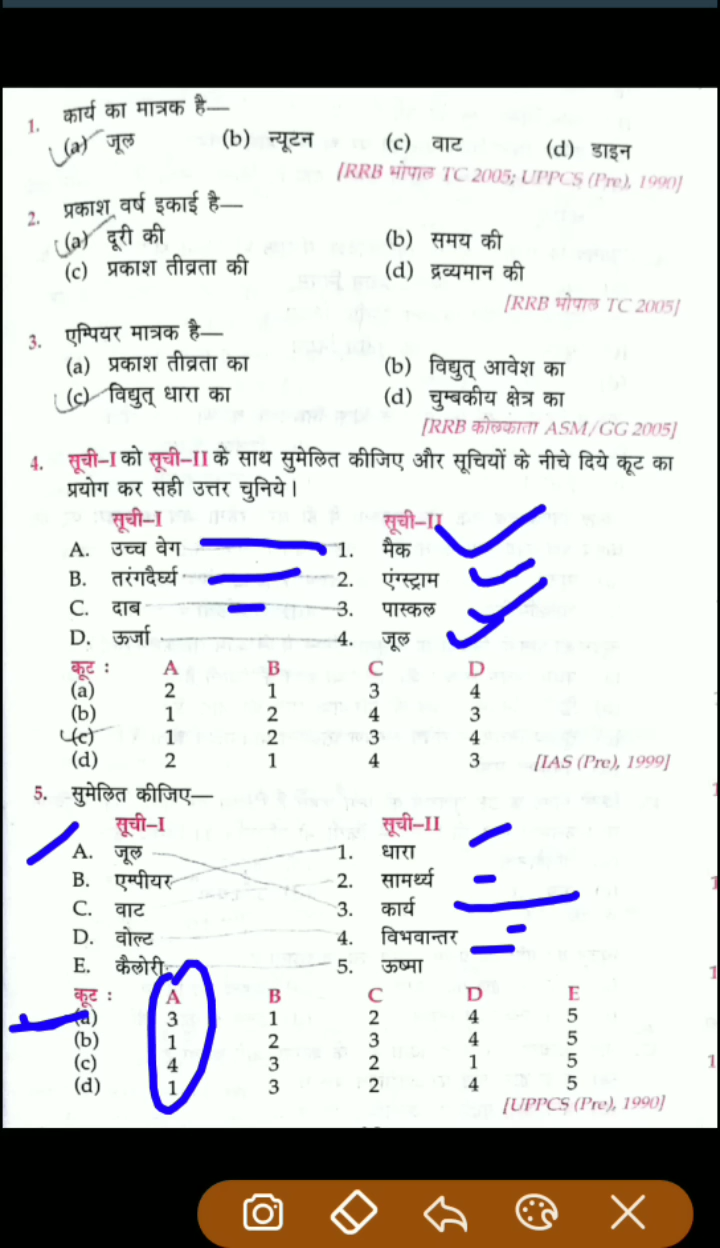 1. कार्य का मात्रक है—
(a) जूल (b) न्यूटन (c) वाट (d) डाइन
[RRB भोपाल TC 2005; UPPCS (Pre), 1990]
2. प्रकाश वर्ष इकाई है—
(a) दूरी की (b) समय की
(c) प्रकाश तीव्रता की (d) द्रव्यमान की
[RRB भोपाल TC 2005]
3. एम्पियर मात्रक है—
(a) प्रकाश तीव्रता का (b) विद्युत् आवेश का
(c) विद्युत् धारा का (d) चुम्बकीय क्षेत्र का
[RRB कोलकाता ASM/GG 2005]
4. सूची-I को सूची-II के साथ सुमेलित कीजिए और सूचियों के नीचे दिये कूट का
प्रयोग कर सही उत्तर चुनिये।
सूची-I सूची-II
A. उच्च वेग 1. मैक
B. तरंगदैर्घ्य 2. एंग्स्ट्राम
C. दाब 3. पास्कल
D. ऊर्जा 4. जूल
कूट : A B C D
(a) 2 1 3 4
(b) 1 2 4 3
(c) 1 2 3 4
(d) 2 1 4 3 [IAS (Pre), 1999]
5. सुमेलित कीजिए—
सूची-I सूची-II
A. जूल 1. धारा
B. एम्पीयर 2. सामर्थ्य
C. वाट 3. कार्य
D. वोल्ट 4. विभवान्तर
E. कैलोरी 5. ऊष्मा
कूट : A B C D E
(a) 3 1 2 4 5
(b) 1 2 3 4 5
(c) 4 3 2 1 5
(d) 1 3 2 4 5
[UPPCS (Pre), 1990]